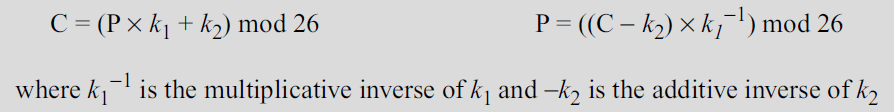 C = (P × k₁ + k₂) mod 26 P = ((C – k₂) × k₁⁻¹) mod 26
where k₁⁻¹ is the multiplicative inverse of k₁ and –k₂ is the additive inverse of k₂